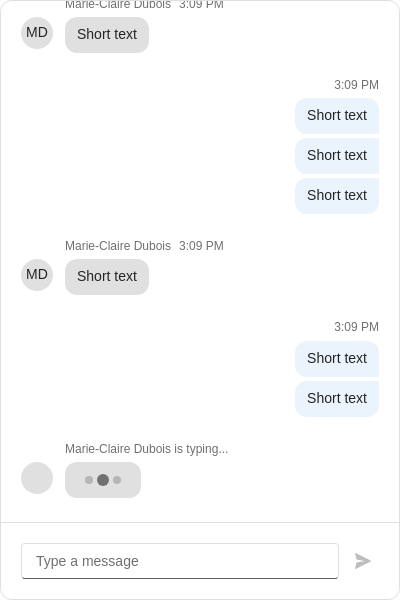 Marie-Claire Dubois 3:09 PM
MD
Short text
3:09 PM
Short text
Short text
Short text
Marie-Claire Dubois 3:09 PM
MD
Short text
3:09 PM
Short text
Short text
Marie-Claire Dubois is typing...
Type a message